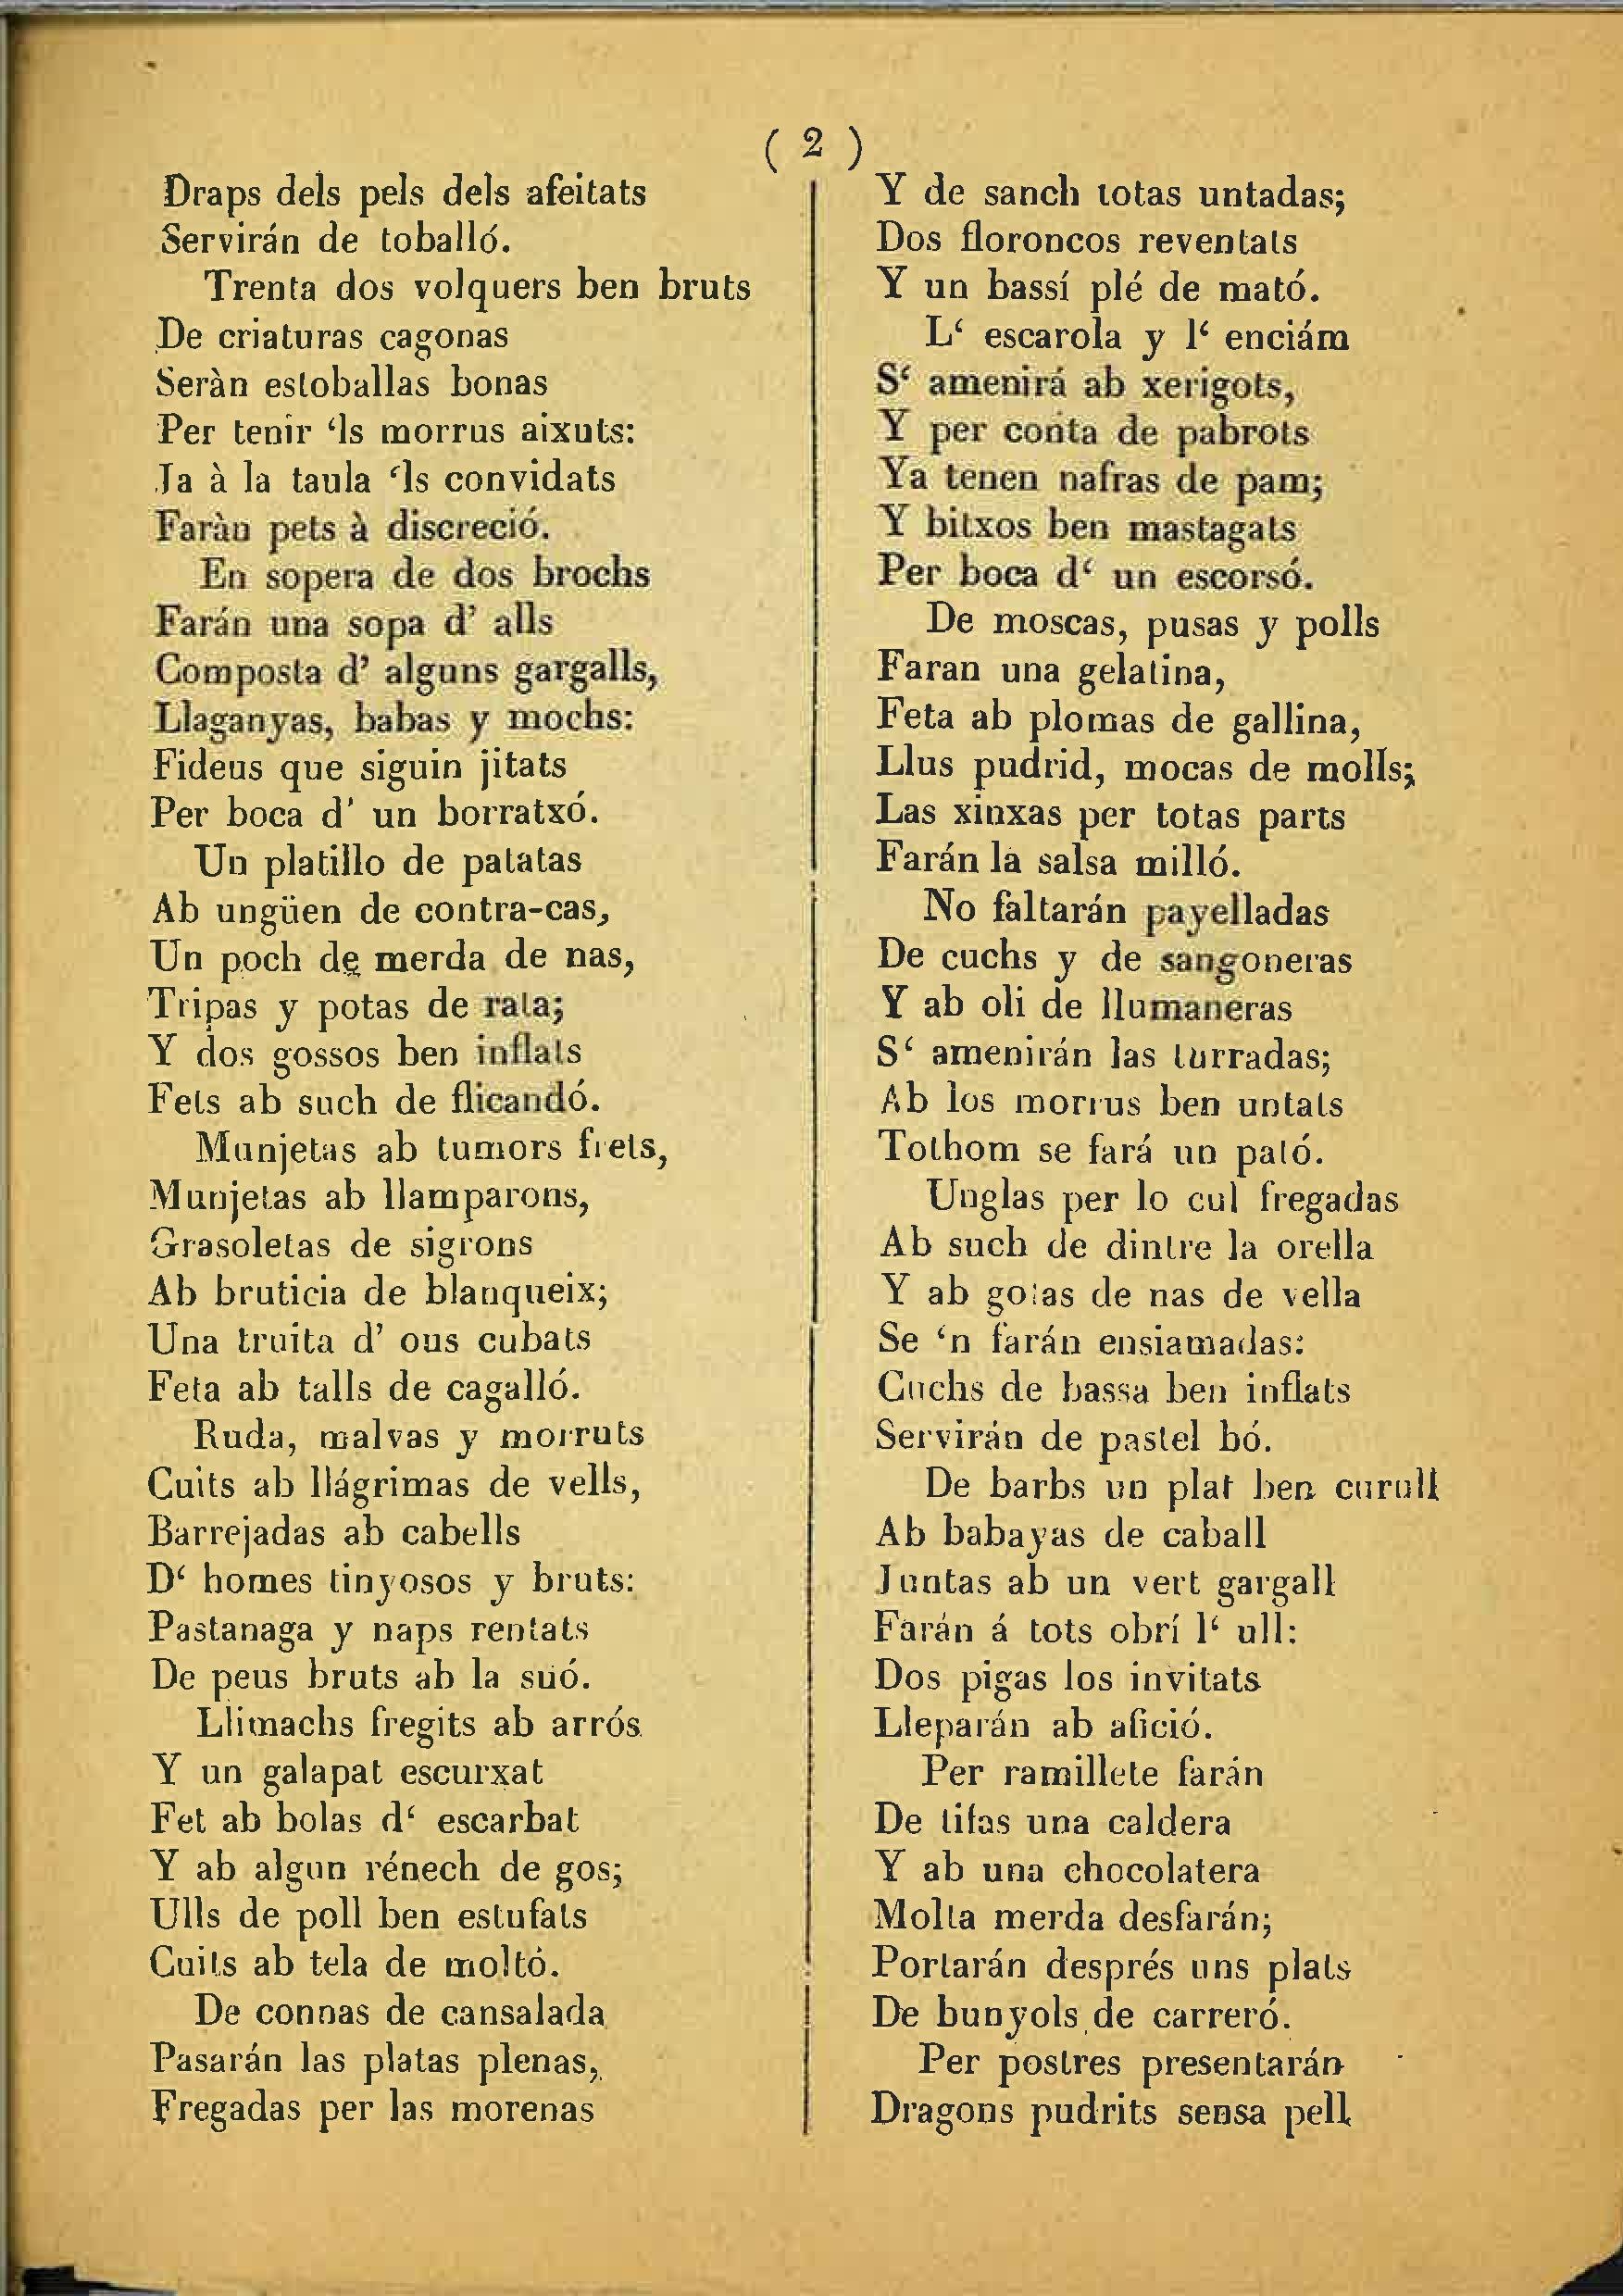 ( 2 )
Draps dels pels dels afeitats
Servirán de toballó.
Trenta dos volquers ben bruts
De criaturas cagonas
Seràn estoballas bonas
Per tenir ‘ls morrus aixuts:
Ja à la taula ‘ls convidats
Faràn pets à discreció.
En sopera de dos brochs
Farán una sopa d’ alls
Composta d’ alguns gargalls,
Llaganyas, babas y mochs:
Fideus que siguin jitats
Per boca d’ un borratxó.
Un platillo de patatas
Ab ungüen de contra-cas,
Un poch de merda de nas,
Tripas y potas de rata;
Y dos gossos ben inflats
Fets ab such de flicandó.
Munjetas ab tumors frets,
Munjetas ab llamparons,
Grasoletas de sigrons
Ab bruticia de blanqueix;
Una truita d’ ous cubats
Feta ab talls de cagalló.
Ruda, malvas y morruts
Cuits ab llágrimas de vells,
Barrejadas ab cabells
D‘ homes tinyosos y bruts:
Pastanaga y naps rentats
De peus bruts ab la suó.
Llimachs fregits ab arrós
Y un galapat escurxat
Fet ab bolas d‘ escarbat
Y ab algun rénech de gos;
Ulls de poll ben estufats
Cuits ab tela de moltó.
De connas de cansalada
Pasarán las platas plenas,
Fregadas per las morenas
Y de sanch totas untadas;
Dos floroncos reventats
Y un bassí plé de mató.
L‘ escarola y l‘ enciám
S‘ amenirá ab xerigots,
Y per conta de pabrots
Ya tenen nafras de pam;
Y bitxos ben mastagats
Per boca d‘ un escorsó.
De moscas, pusas y polls
Faran una gelatina,
Feta ab plomas de gallina,
Llus pudrid, mocas de molls;
Las xinxas per totas parts
Farán la salsa milló.
No faltarán payelladas
De cuchs y de sangoneras
Y ab oli de llumaneras
S‘ amenirán las turradas;
Ab los morrus ben untats
Tothom se fará un pató.
Unglas per lo cul fregadas
Ab such de dintre la orella
Y ab gotas de nas de vella
Se ‘n farán ensiamadas:
Cuchs de bassa ben inflats
Servirán de pastel bó.
De barbs un plat ben curull
Ab babayas de caball
Juntas ab un vert gargall
Farán á tots obrí l‘ ull:
Dos pigas los invitats
Lleparán ab afició.
Per ramillete farán
De tifas una caldera
Y ab una chocolatera
Molta merda desfarán;
Portarán després uns plats
De bunyols de carreró.
Per postres presentarán
Dragons pudrits sensa pell